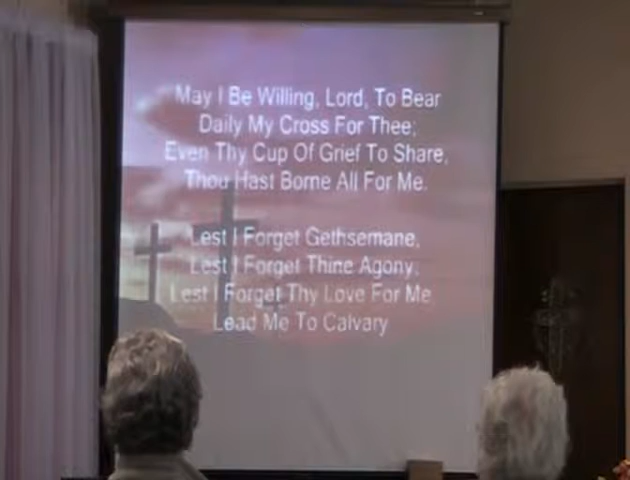 May I Be Willing, Lord, To Bear
Daily My Cross For Thee;
Even Thy Cup Of Grief To Share,
Thou Hast Borne All For Me.
Lest I Forget Gethsemane,
Lest I Forget Thine Agony;
Lest I Forget Thy Love For Me
Lead Me To Calvary